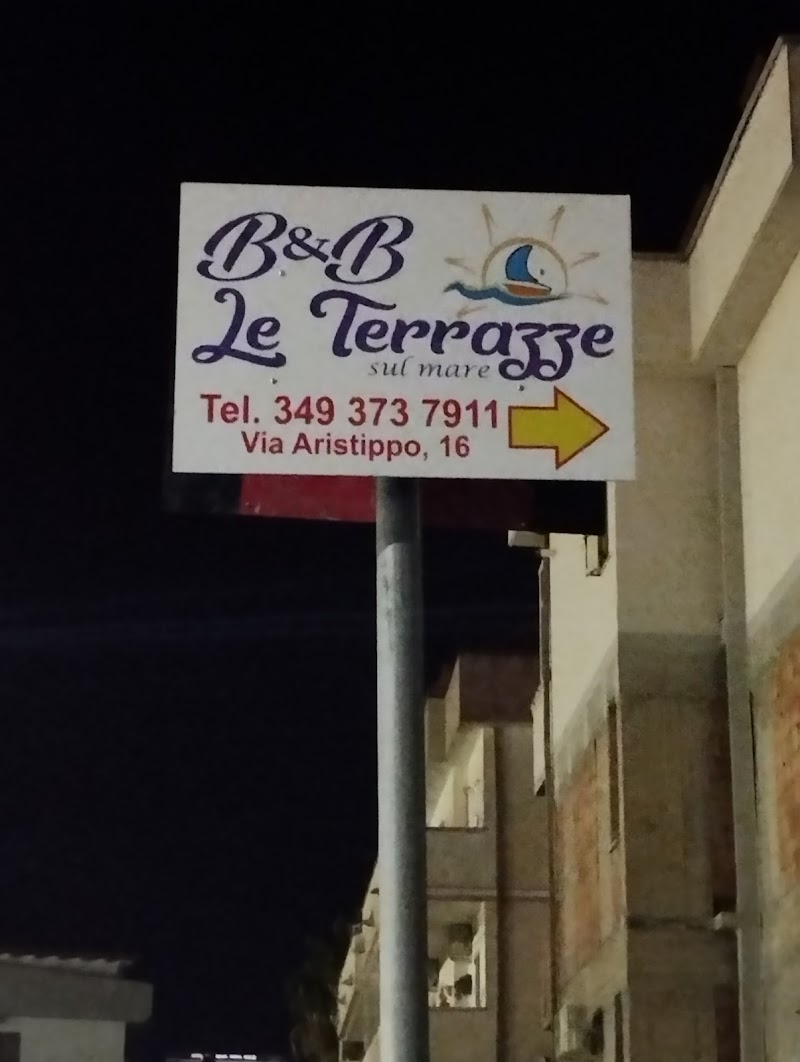 B&B
Le Terrazze
sul mare
Tel. 349 373 7911
Via Aristippo, 16